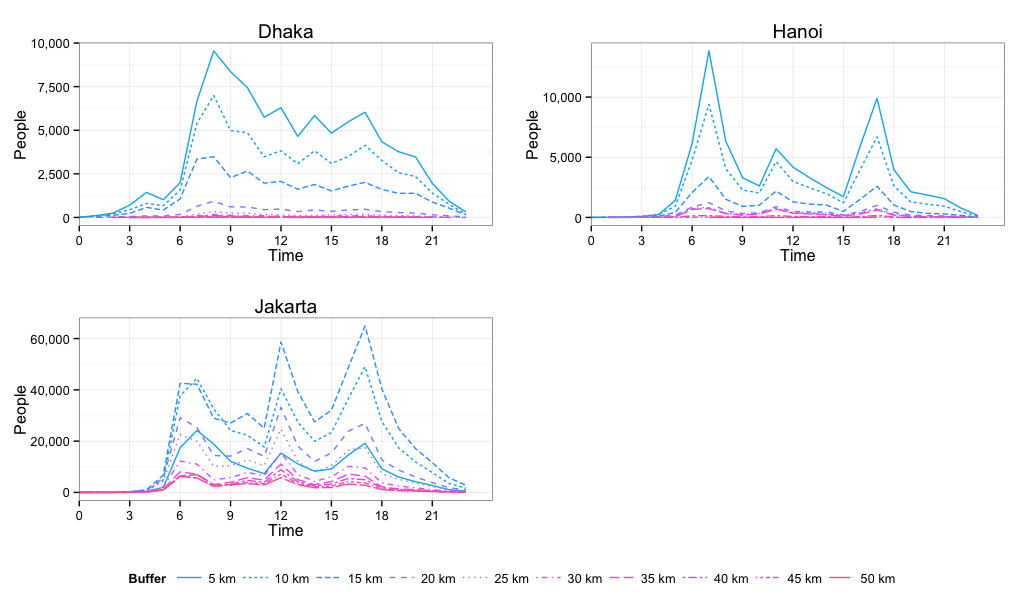 Dhaka
10,000
7,500
5,000
2,500
0
People
0 3 6 9 12 15 18 21
Time
Hanoi
10,000
5,000
0
People
0 3 6 9 12 15 18 21
Time
Jakarta
60,000
40,000
20,000
0
People
0 3 6 9 12 15 18 21
Time
Buffer 5 km 10 km 15 km 20 km 25 km 30 km 35 km 40 km 45 km 50 km